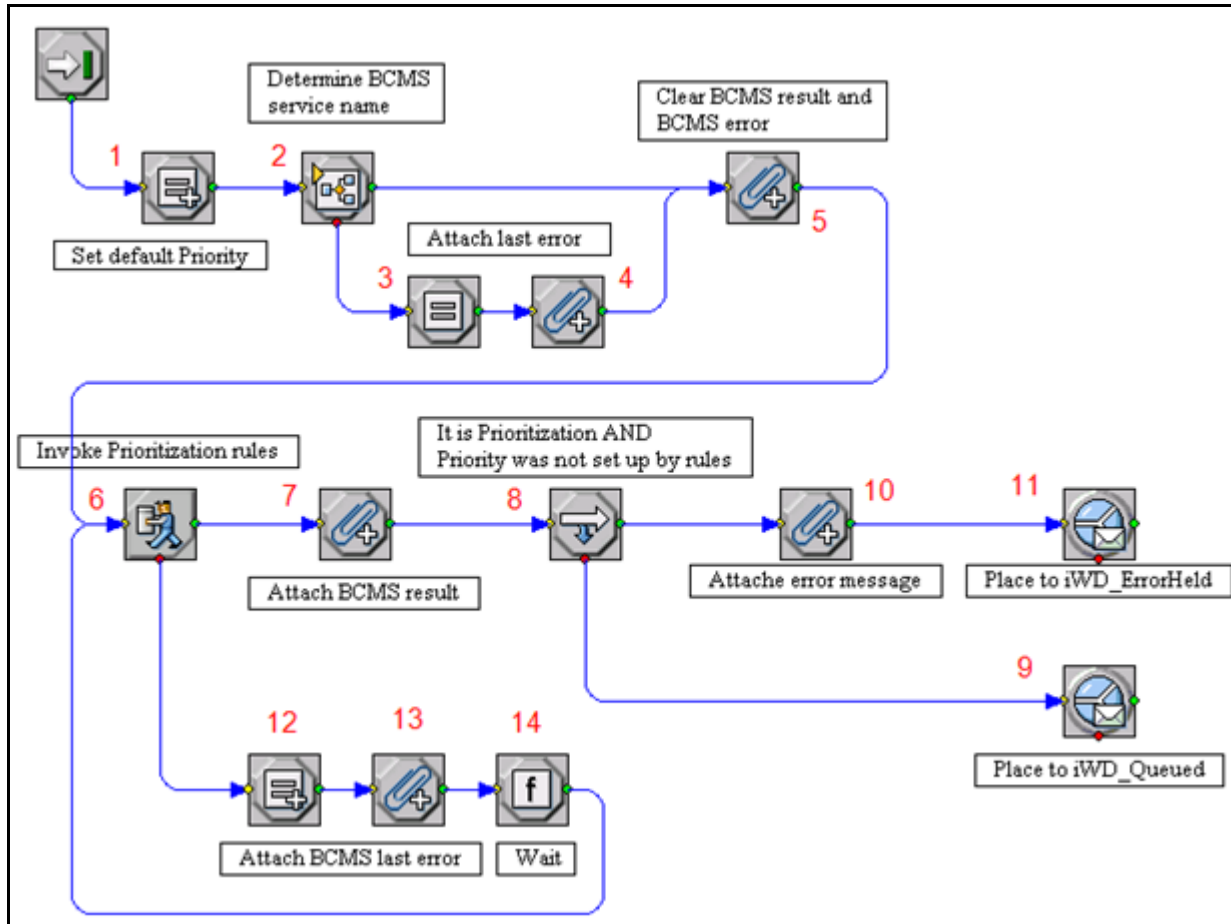 Determine BCMS
service name
Clear BCMS result and
BCMS error
1
2
5
Set default Priority
Attach last error
3
4
Invoke Prioritization rules
It is Prioritization AND
Priority was not set up by rules
6
7
8
10
11
Attach BCMS result
Attache error message
Place to iWD_ErrorHeld
9
12
13
14
Place to iWD_Queued
f
Attach BCMS last error
Wait